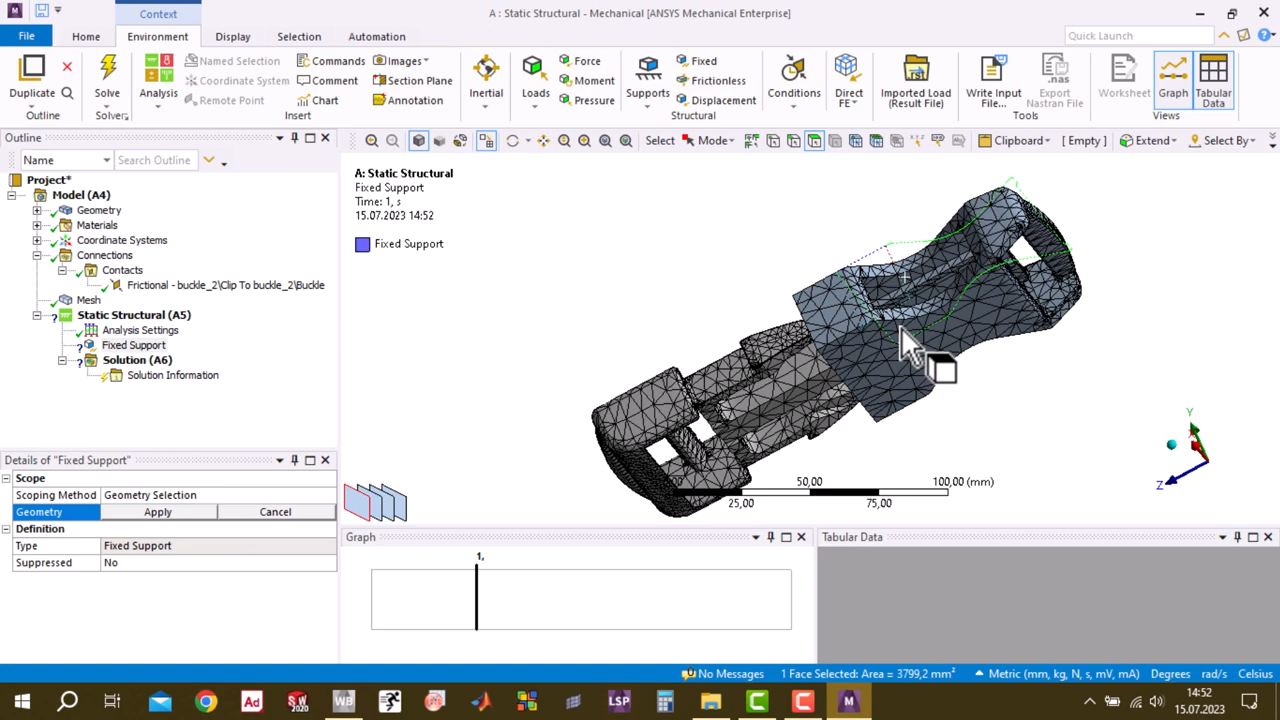 Context
A : Static Structural - Mechanical [ANSYS Mechanical Enterprise]
File
Home
Environment
Display
Selection
Automation
Quick Launch
Named Selection
Coordinate System
Remote Point
Commands
Comment
Chart
Images
Section Plane
Annotation
Force
Moment
Pressure
Fixed
Frictionless
Displacement
Duplicate
Solve
Analysis
Inertial
Loads
Supports
Conditions
Direct
FE
Imported Load
(Result File)
Write Input
File...
.nas
Export
Nastran File
Worksheet
Graph
Tabular
Data
Outline
Solver
Insert
Structural
Tools
Views
Outline
Name
Search Outline
Select
Mode
Clipboard
[ Empty ]
Extend
Select By
Project*
Model (A4)
Geometry
Materials
Coordinate Systems
Connections
Contacts
Frictional - buckle_2\Clip To buckle_2\Buckle
Mesh
Static Structural (A5)
Analysis Settings
Fixed Support
Solution (A6)
Solution Information
A: Static Structural
Fixed Support
Time: 1, s
15.07.2023 14:52
Fixed Support
50,00
100,00 (mm)
25,00
75,00
Y
Z
Details of "Fixed Support"
Scope
Scoping Method Geometry Selection
Geometry Apply Cancel
Definition
Type Fixed Support
Suppressed No
Graph
1,
Tabular Data
No Messages
1 Face Selected: Area = 3799,2 mm²
Metric (mm, kg, N, s, mV, mA)
Degrees
rad/s
Celsius
Ad
SW
2020
WB
LSP
M
14:52
15.07.2023